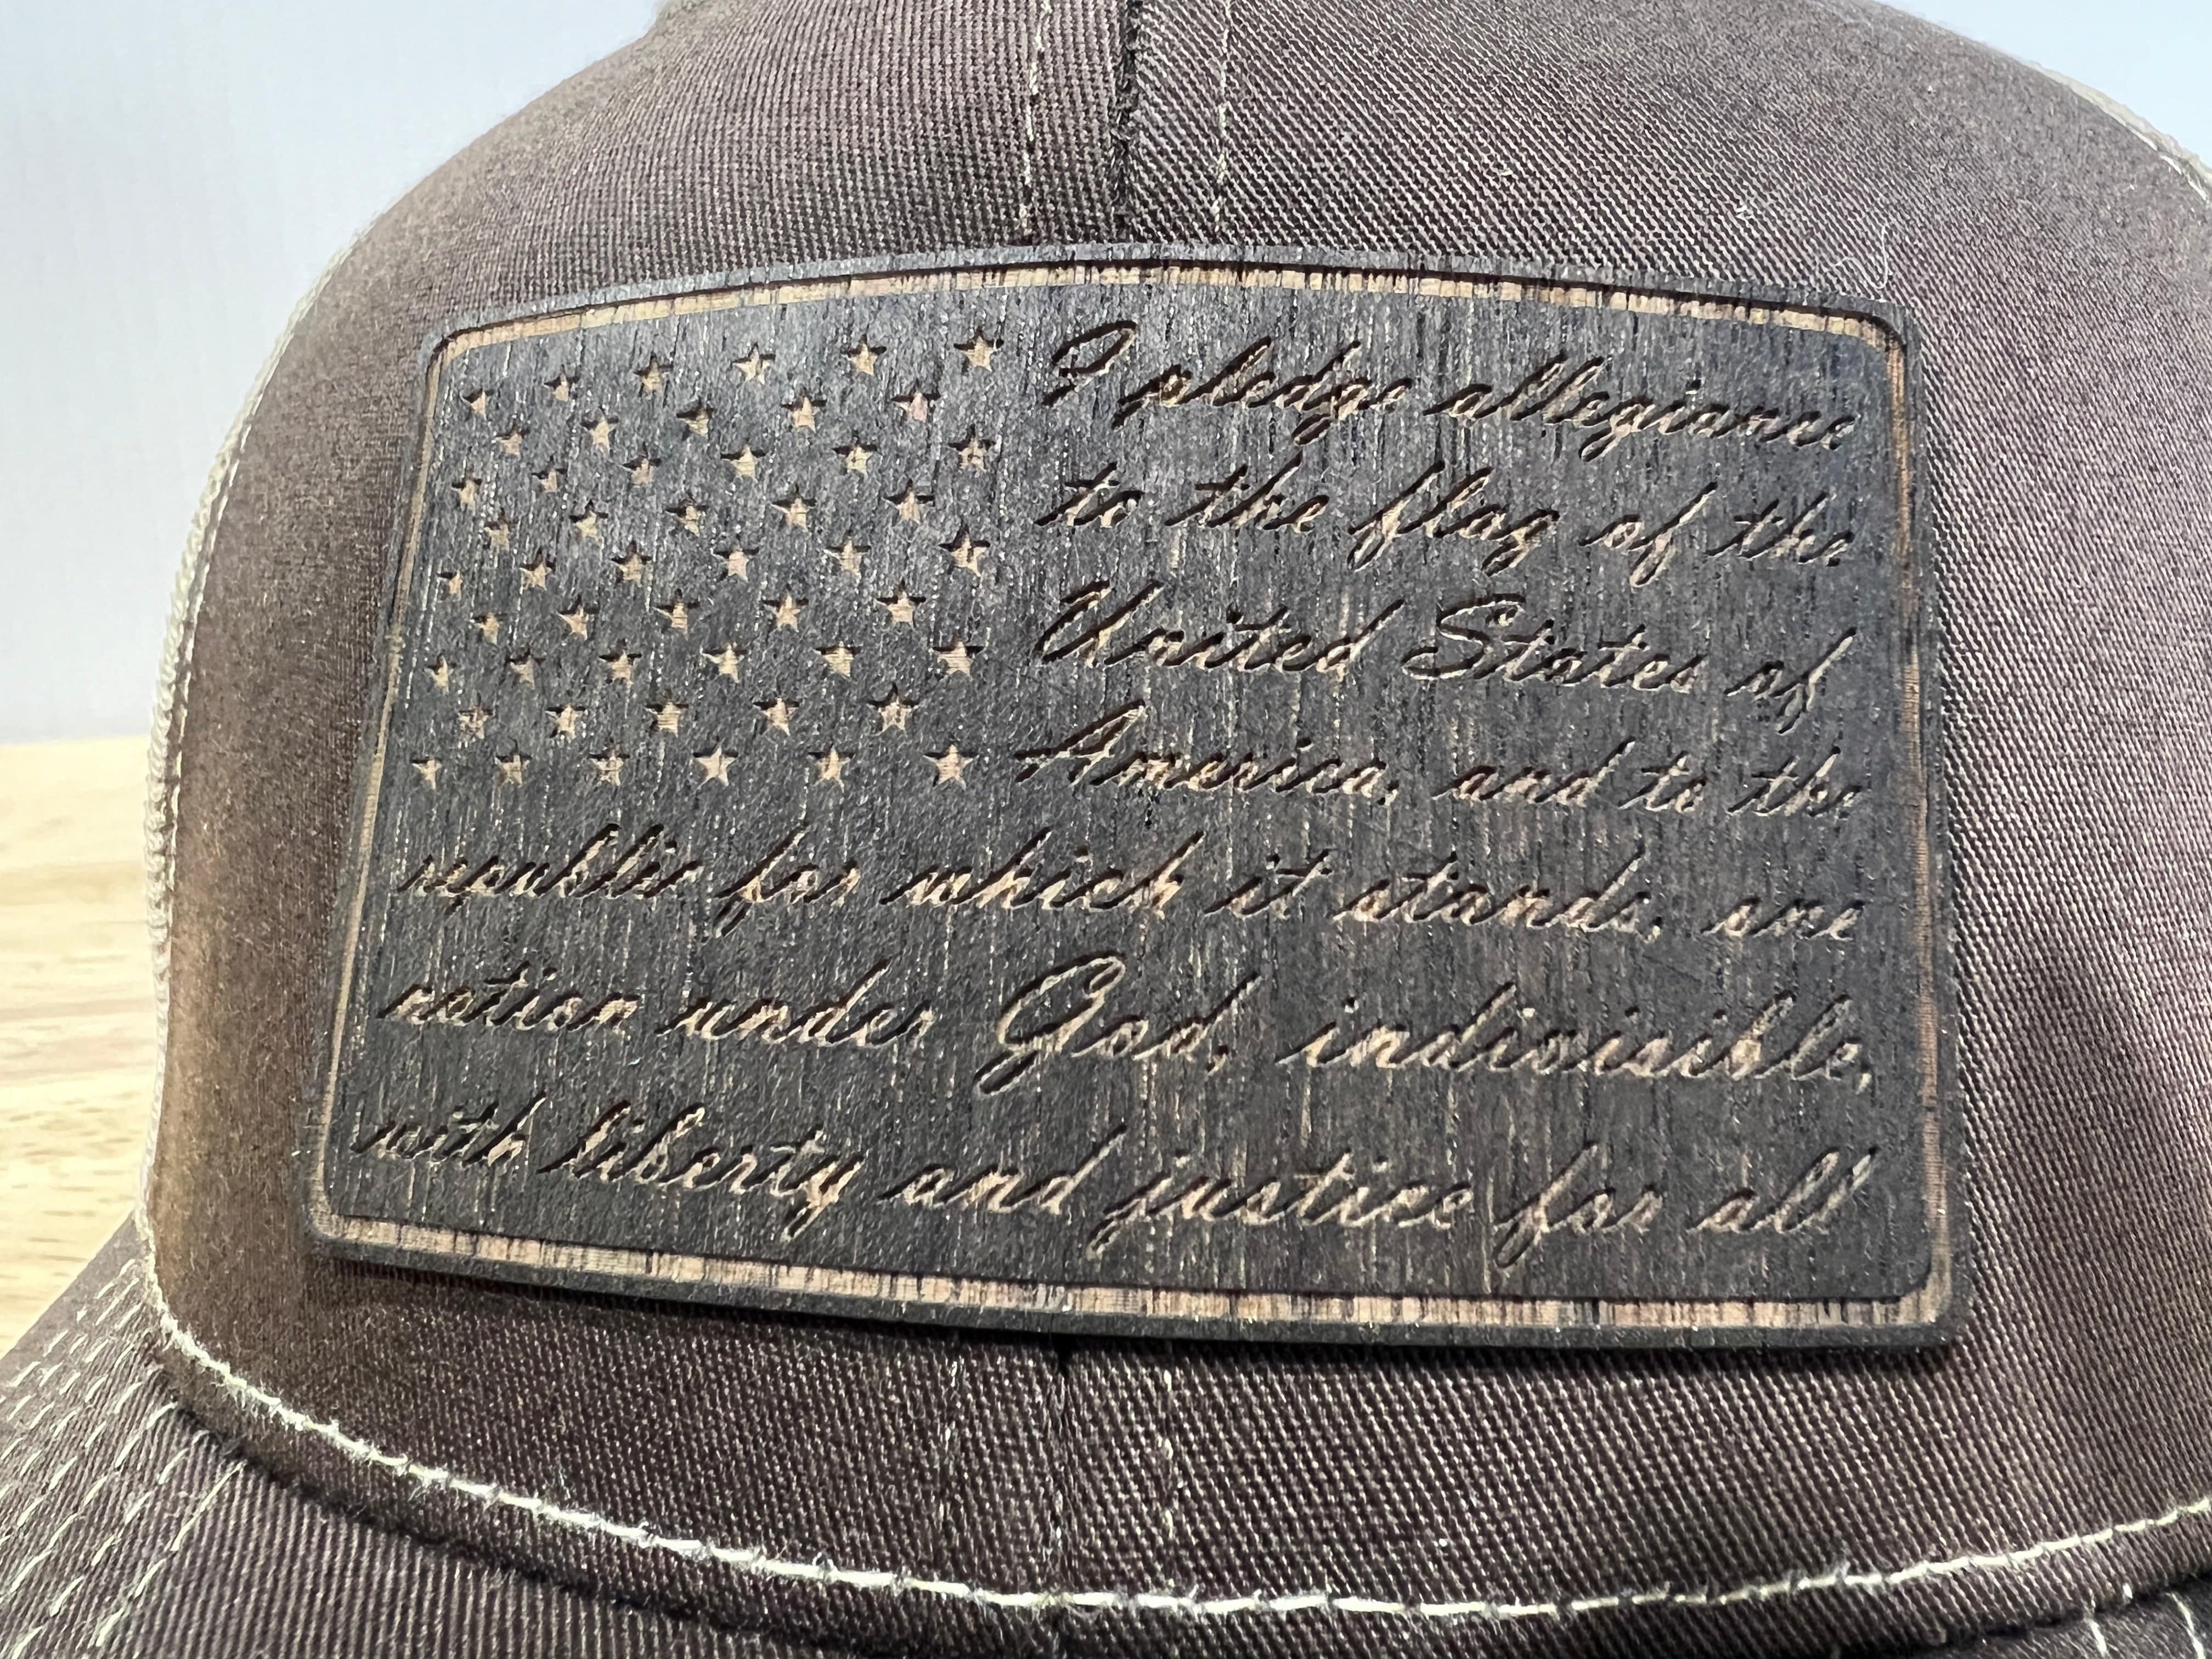 I pledge allegiance
to the flag of the
United States of
America, and to the
republic for which it stands, one
nation under God, indivisible,
with liberty and justice for all